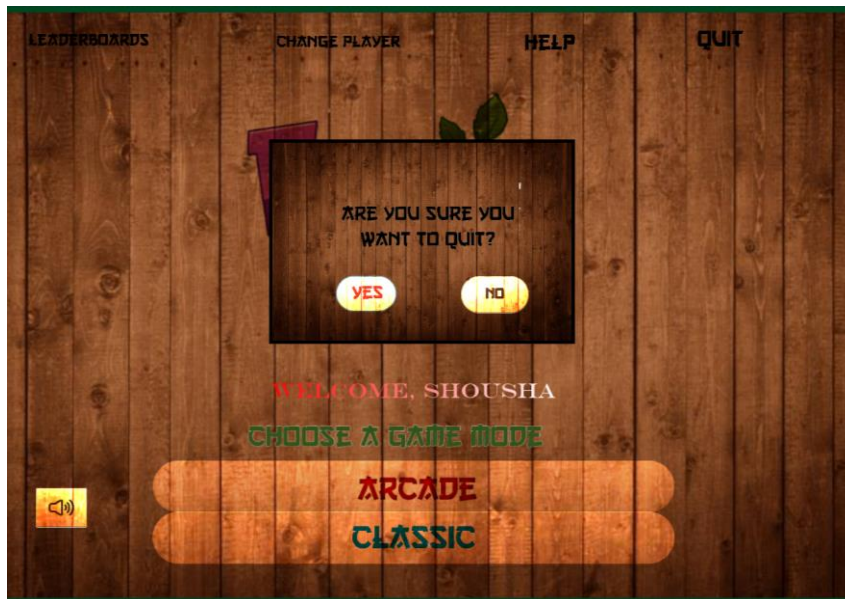 LEADERBOARDS
CHANGE PLAYER
HELP
QUIT
ARE YOU SURE YOU
WANT TO QUIT?
YES
NO
WELCOME, SHOUSHA
CHOOSE A GAME MODE
ARCADE
CLASSIC